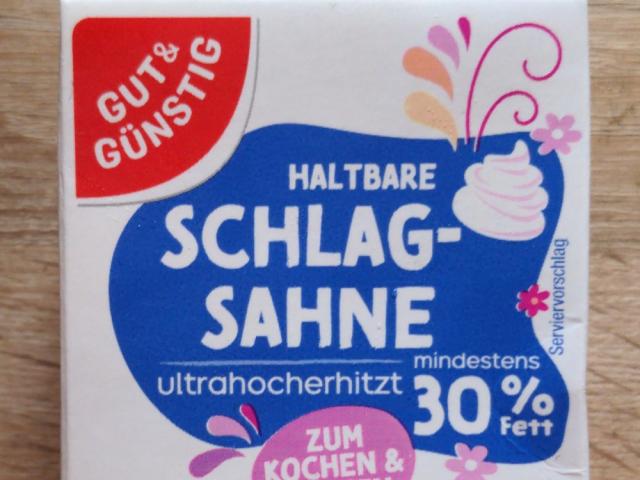 GUT&
GÜNSTIG
HALTBARE
SCHLAG-
SAHNE
ultrahocherhitzt
mindestens
30%
Fett
Serviervorschlag
ZUM
KOCHEN &